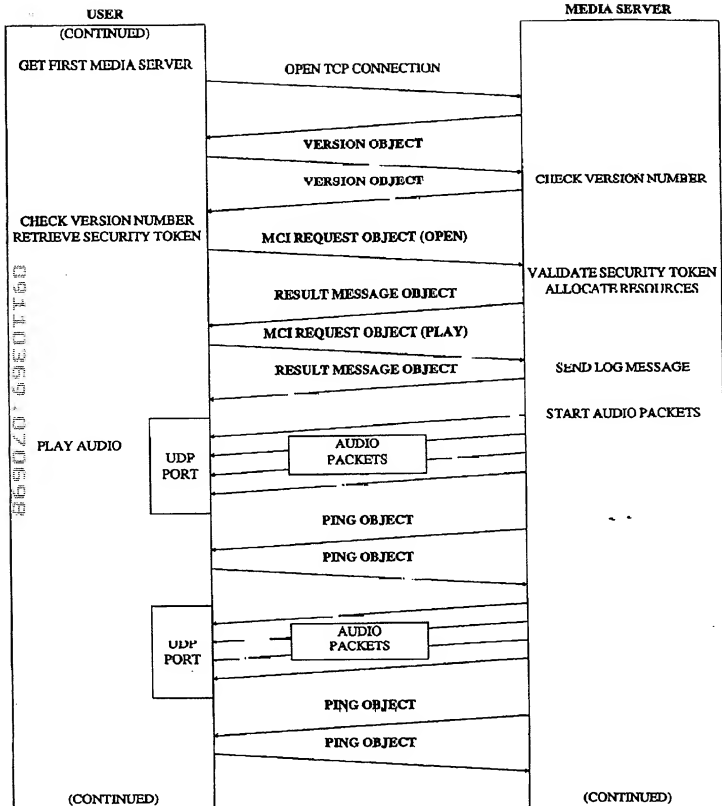 USER
MEDIA SERVER
(CONTINUED)
GET FIRST MEDIA SERVER
OPEN TCP CONNECTION
VERSION OBJECT
VERSION OBJECT
CHECK VERSION NUMBER
CHECK VERSION NUMBER
RETRIEVE SECURITY TOKEN
MCI REQUEST OBJECT (OPEN)
VALIDATE SECURITY TOKEN
ALLOCATE RESOURCES
RESULT MESSAGE OBJECT
MCI REQUEST OBJECT (PLAY)
RESULT MESSAGE OBJECT
SEND LOG MESSAGE
START AUDIO PACKETS
PLAY AUDIO
UDP
PORT
AUDIO
PACKETS
PING OBJECT
PING OBJECT
UDP
PORT
AUDIO
PACKETS
PING OBJECT
PING OBJECT
(CONTINUED)
(CONTINUED)
09110369.070698